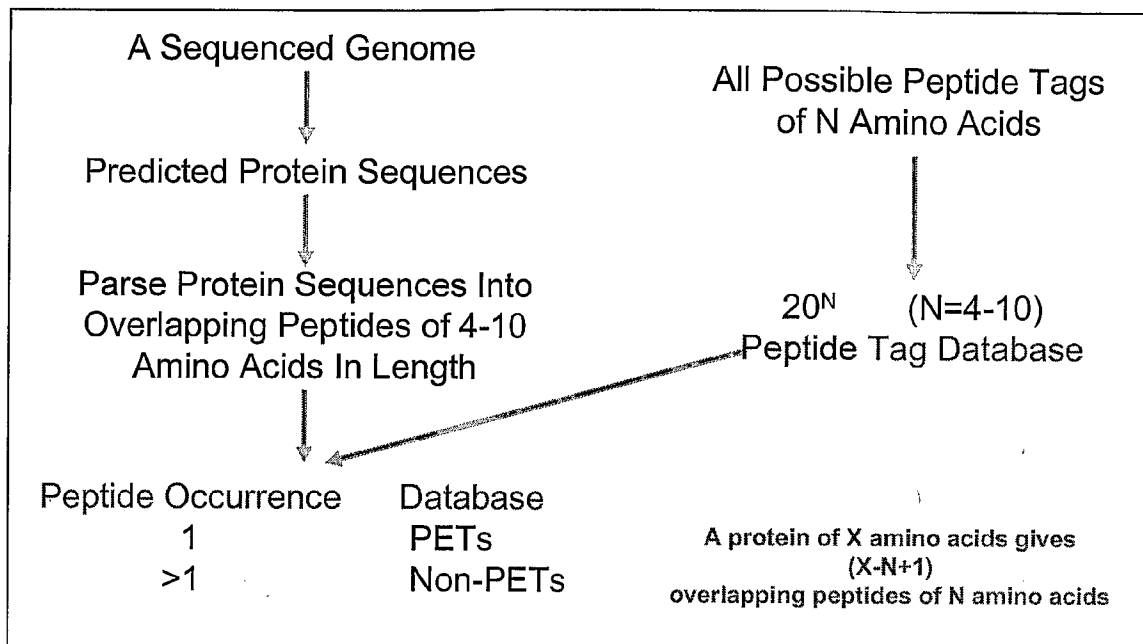 A Sequenced Genome
Predicted Protein Sequences
Parse Protein Sequences Into
Overlapping Peptides of 4-10
Amino Acids In Length
All Possible Peptide Tags
of N Amino Acids
20ᴺ (N=4-10)
Peptide Tag Database
Peptide Occurrence Database
1 PETs
>1 Non-PETs
A protein of X amino acids gives
(X-N+1)
overlapping peptides of N amino acids